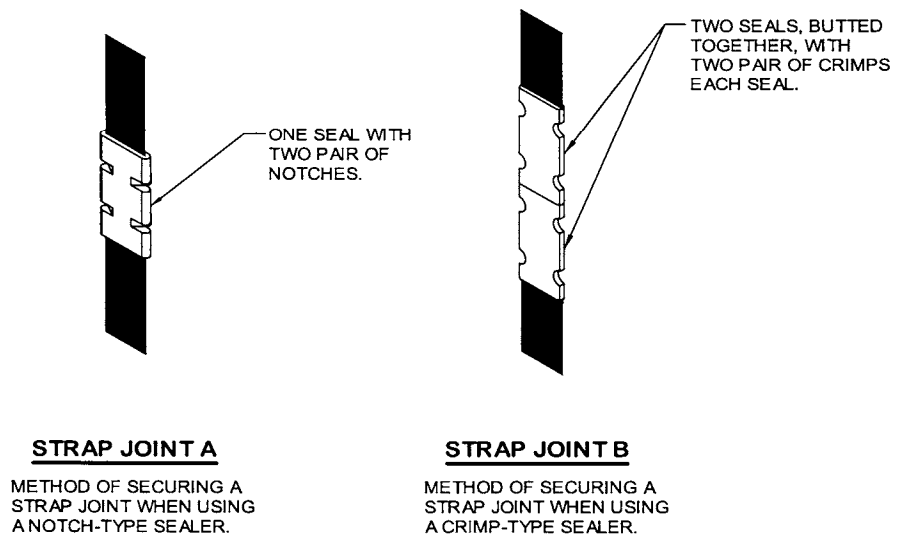 ONE SEAL WITH
TWO PAIR OF
NOTCHES.
TWO SEALS, BUTTED
TOGETHER, WITH
TWO PAIR OF CRIMPS
EACH SEAL.
STRAP JOINT A
METHOD OF SECURING A
STRAP JOINT WHEN USING
A NOTCH-TYPE SEALER.
STRAP JOINT B
METHOD OF SECURING A
STRAP JOINT WHEN USING
A CRIMP-TYPE SEALER.